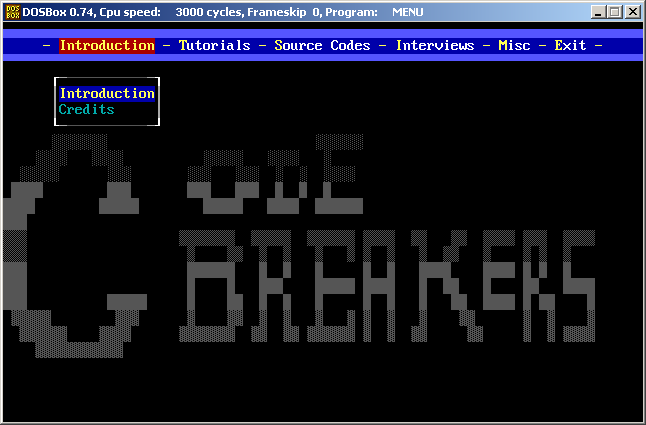 DOSBox 0.74, Cpu speed: 3000 cycles, Frameskip 0, Program: MENU
- Introduction - Tutorials - Source Codes - Interviews - Misc - Exit -
Introduction
Credits
CODE
BREAKERS